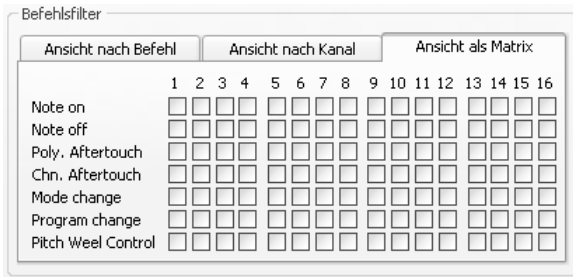 Befehlsfilter
Ansicht nach Befehl Ansicht nach Kanal Ansicht als Matrix
1 2 3 4 5 6 7 8 9 10 11 12 13 14 15 16
Note on
Note off
Poly. Aftertouch
Chn. Aftertouch
Mode change
Program change
Pitch Weel Control